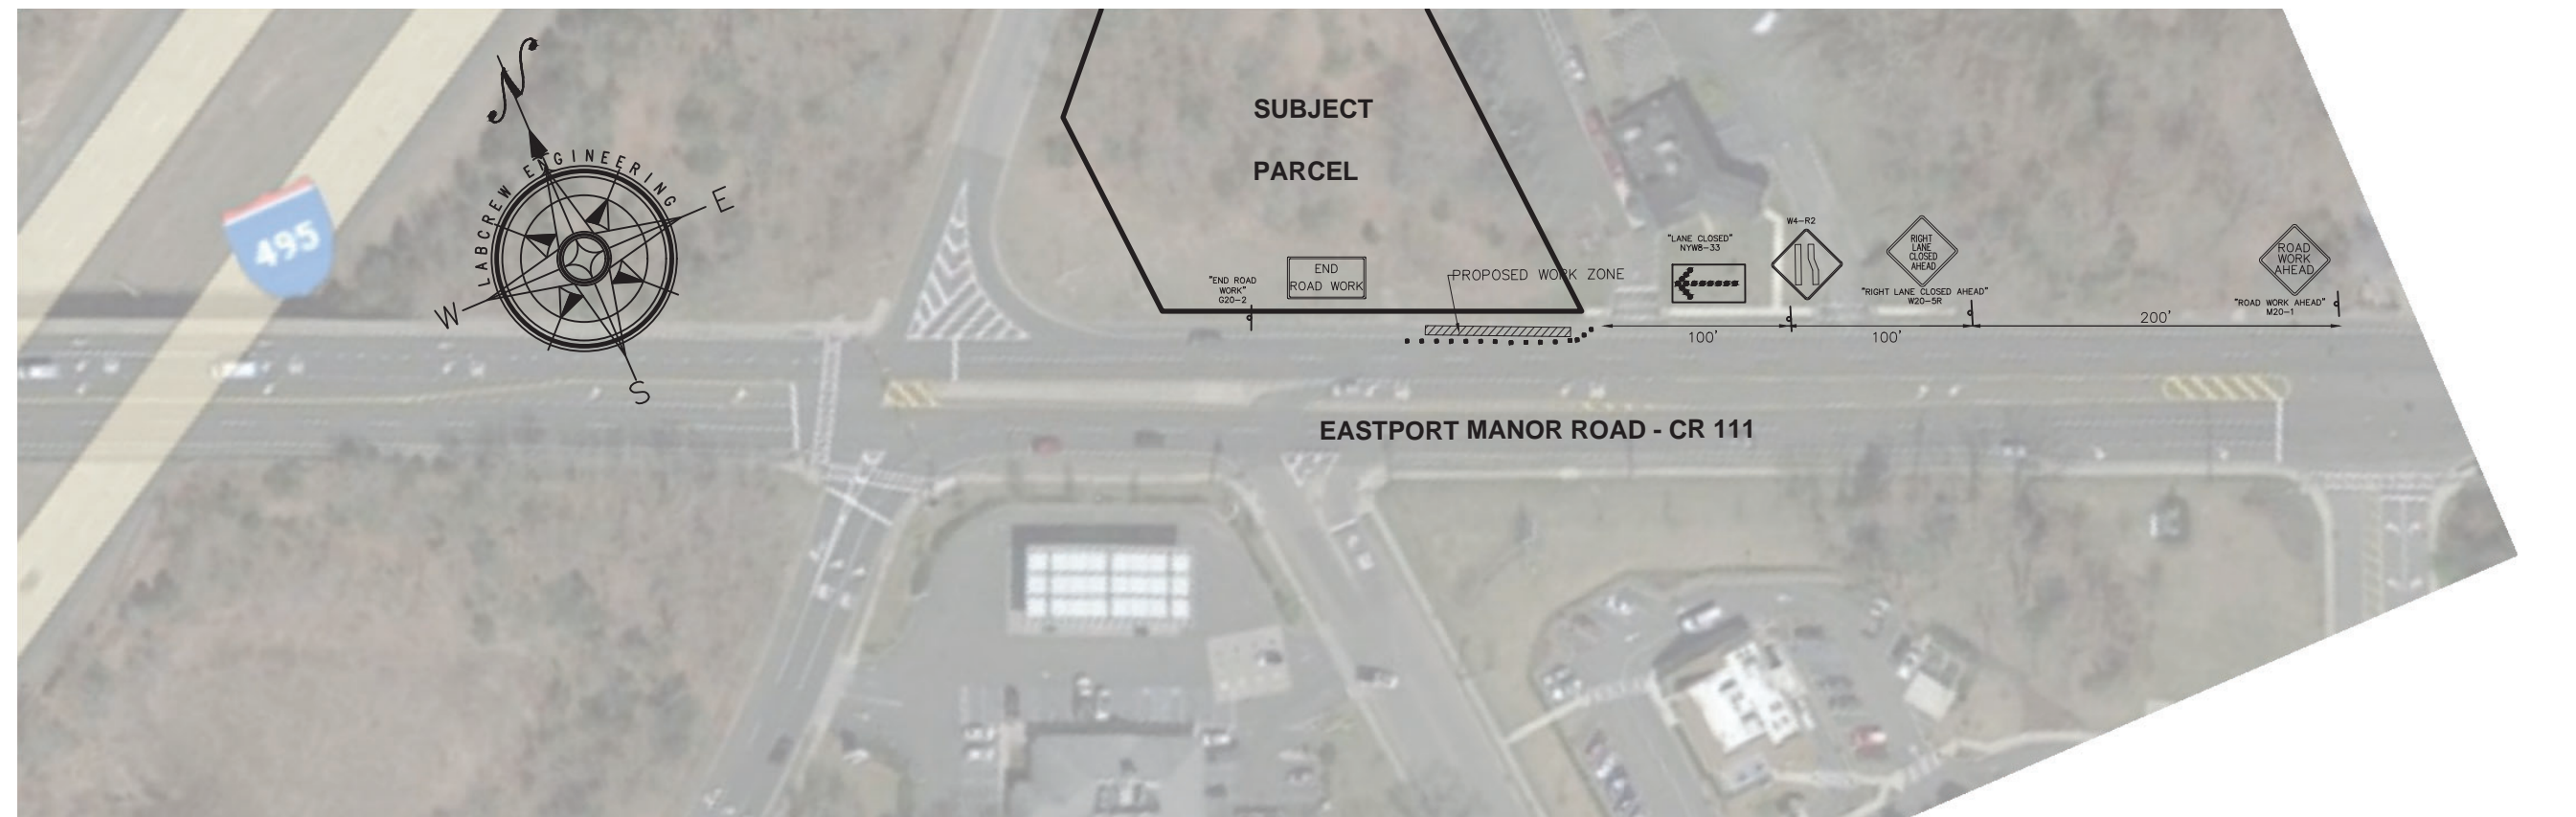 N
LABCREW ENGINEERING
E
W
S
495
SUBJECT
PARCEL
"END ROAD
WORK"
G20-2
END
ROAD WORK
PROPOSED WORK ZONE
"LANE CLOSED"
NYW8-33
W4-R2
RIGHT
LANE
CLOSED
AHEAD
"RIGHT LANE CLOSED AHEAD"
W20-5R
ROAD
WORK
AHEAD
"ROAD WORK AHEAD"
M20-1
100'
100'
200'
EASTPORT MANOR ROAD - CR 111